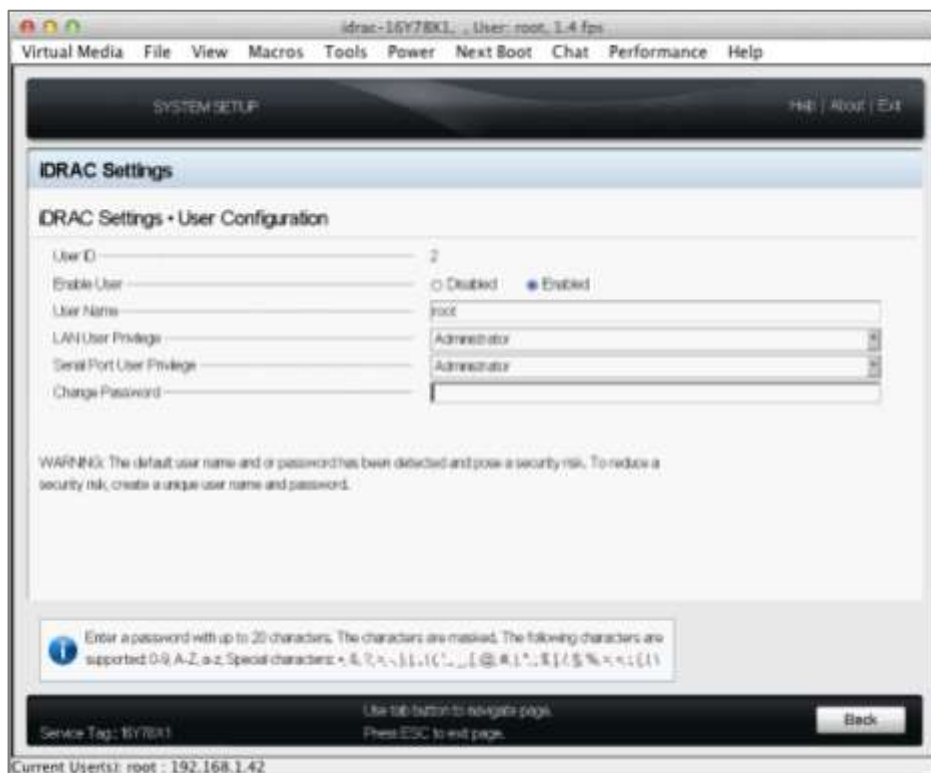 idrac-16Y78X1, , User: root, 1.4 fps
Virtual Media File View Macros Tools Power Next Boot Chat Performance Help
SYSTEM SETUP
Help | About | Exit
iDRAC Settings
iDRAC Settings • User Configuration
User ID 2
Enable User Disabled Enabled
User Name root
LAN User Privilege Administrator
Serial Port User Privilege Administrator
Change Password
WARNING: The default user name and or password has been detected and pose a security risk. To reduce a
security risk, create a unique user name and password.
Enter a password with up to 20 characters. The characters are masked. The following characters are
supported: 0-9, A-Z, a-z, Special characters:
Use tab button to navigate page.
Service Tag: 16Y78X1
Press ESC to exit page.
Back
Current User(s): root : 192.168.1.42